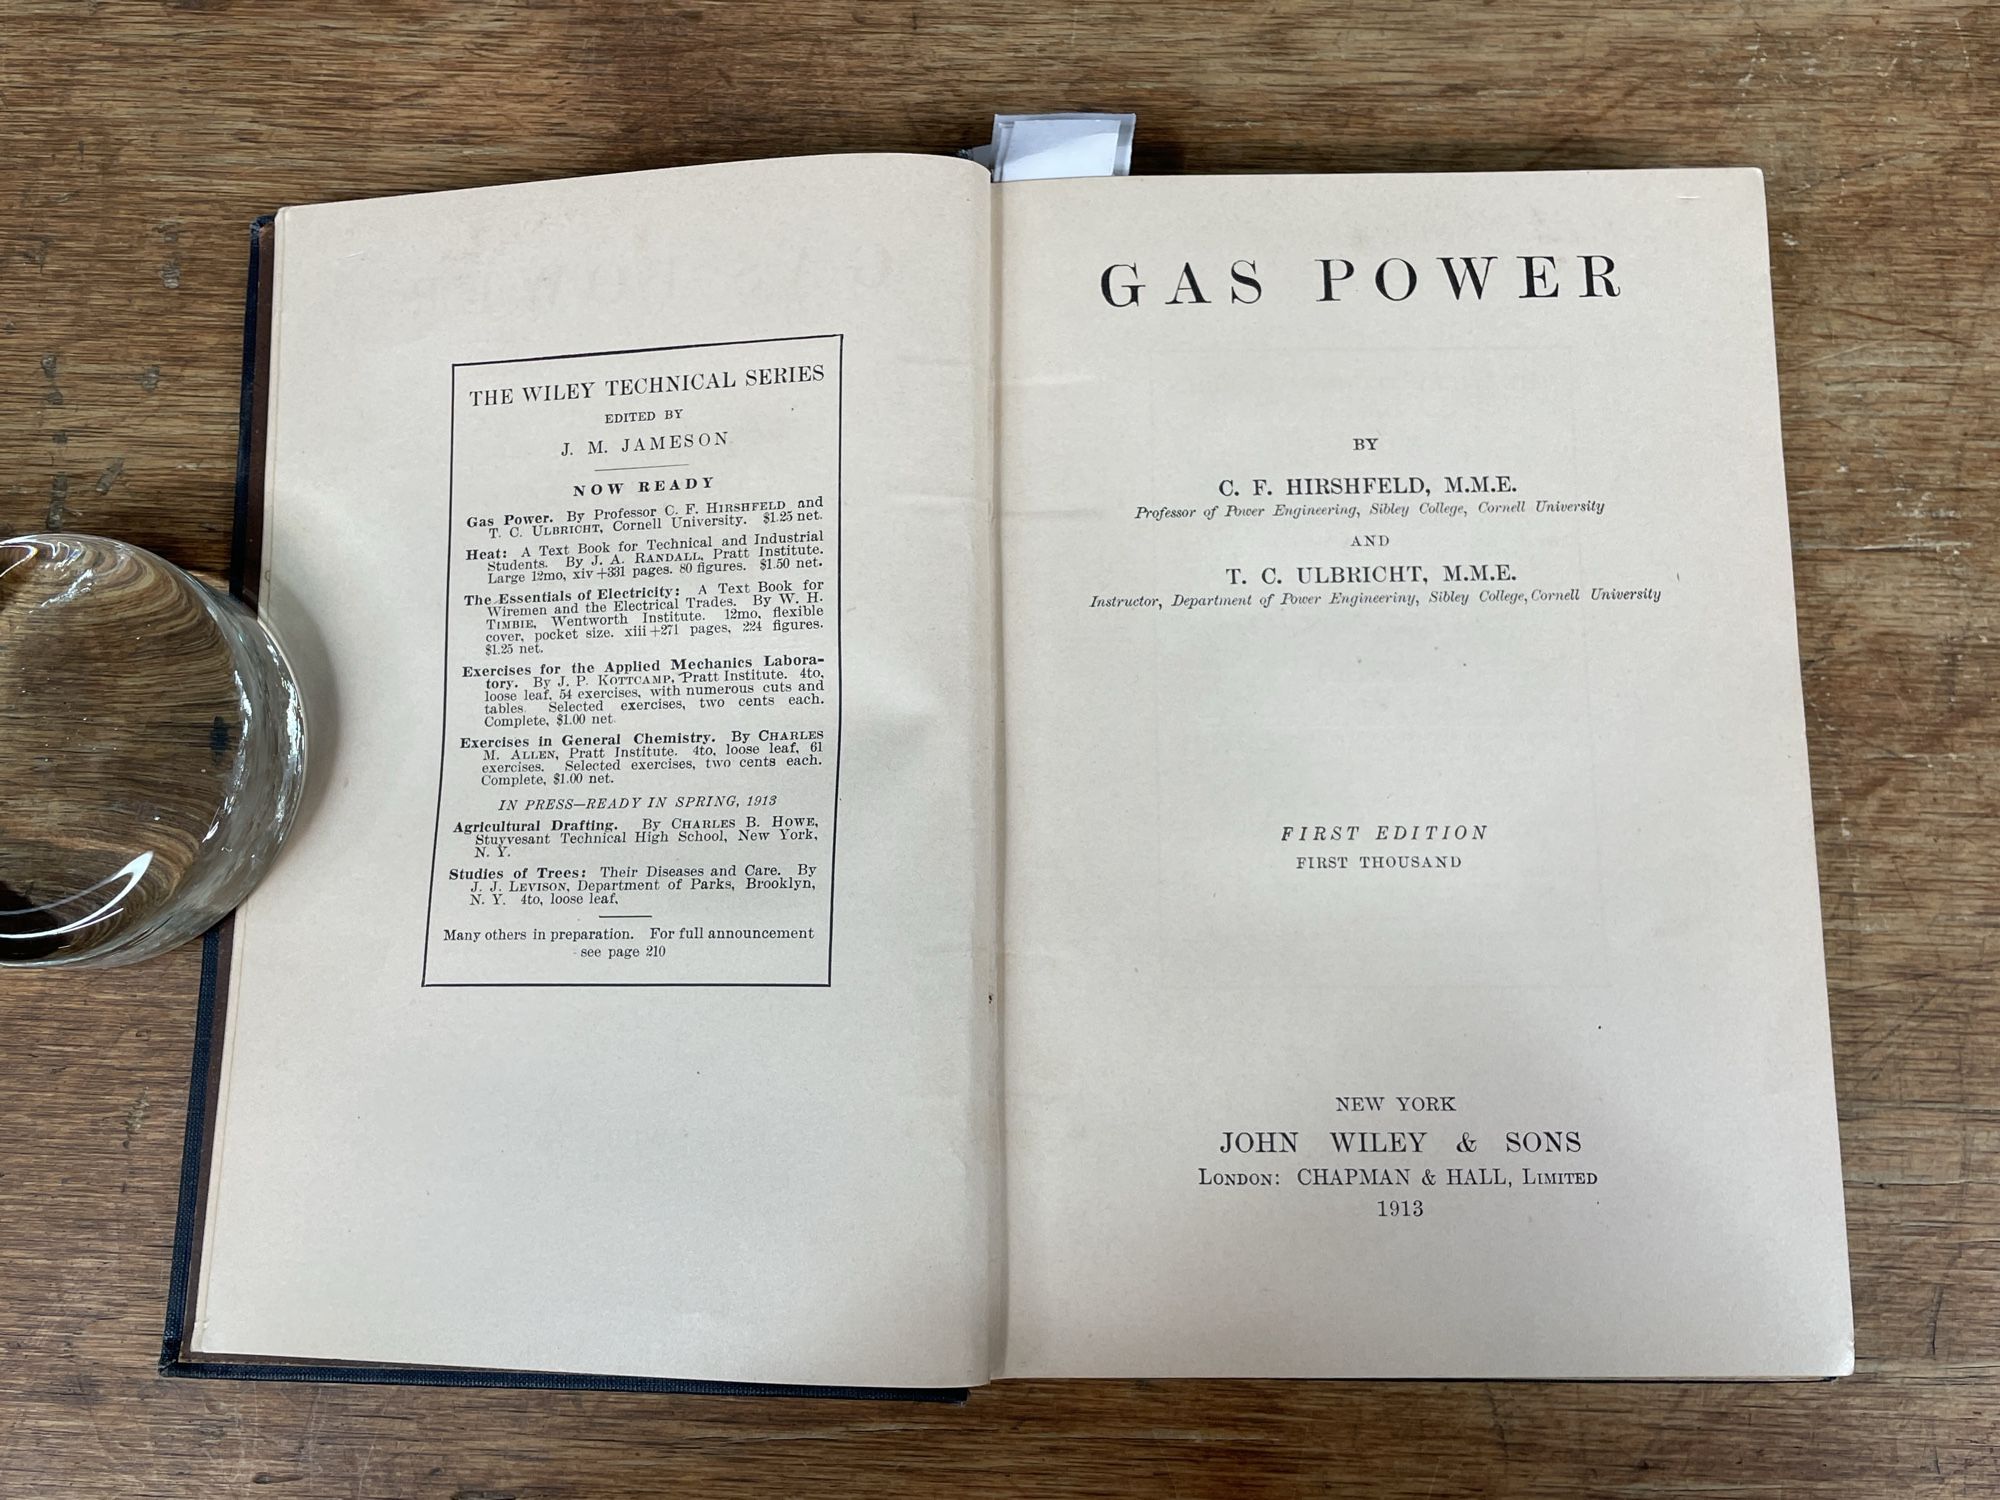 THE WILEY TECHNICAL SERIES
EDITED BY
J. M. JAMESON
NOW READY
Gas Power. By Professor C. F. HIRSHFELD and
T. C. ULBRICHT, Cornell University. $1.25 net.
Heat: A Text Book for Technical and Industrial
Students. By J. A. RANDALL, Pratt Institute.
Large 12mo, xiv+331 pages. 80 figures. $1.50 net.
The Essentials of Electricity: A Text Book for
Wiremen and the Electrical Trades. By W. H.
TIMBIE, Wentworth Institute. 12mo, flexible
cover, pocket size. xiii+271 pages, 224 figures.
$1.25 net.
Exercises for the Applied Mechanics Labora-
tory. By J. P. KOTTCAMP, Pratt Institute. 4to,
loose leaf, 54 exercises, with numerous cuts and
tables. Selected exercises, two cents each.
Complete, $1.00 net.
Exercises in General Chemistry. By CHARLES
M. ALLEN, Pratt Institute. 4to, loose leaf, 61
exercises. Selected exercises, two cents each.
Complete, $1.00 net.
IN PRESS—READY IN SPRING, 1913
Agricultural Drafting. By CHARLES B. HOWE,
Stuyvesant Technical High School, New York,
N. Y.
Studies of Trees: Their Diseases and Care. By
J. J. LEVISON, Department of Parks, Brooklyn,
N. Y. 4to, loose leaf,
Many others in preparation. For full announcement
see page 210
GAS POWER
BY
C. F. HIRSHFELD, M.M.E.
Professor of Power Engineering, Sibley College, Cornell University
AND
T. C. ULBRICHT, M.M.E.
Instructor, Department of Power Engineering, Sibley College, Cornell University
FIRST EDITION
FIRST THOUSAND
NEW YORK
JOHN WILEY & SONS
LONDON: CHAPMAN & HALL, LIMITED
1913